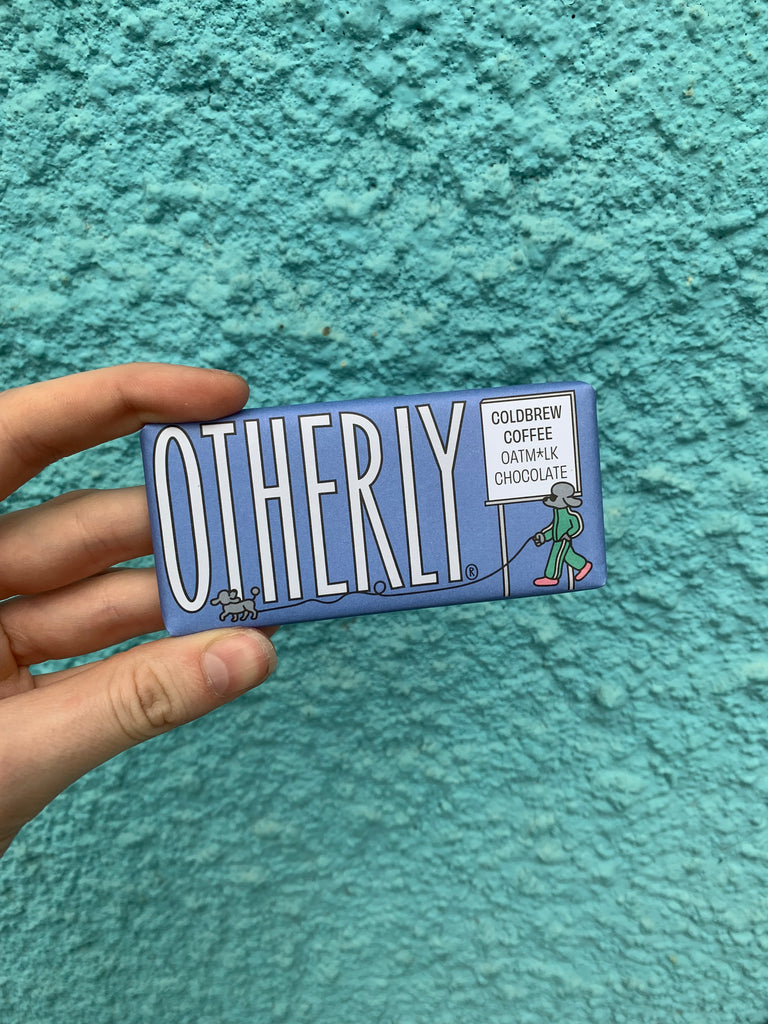 OTHERLY®
COLDBREW
COFFEE
OATM*LK
CHOCOLATE